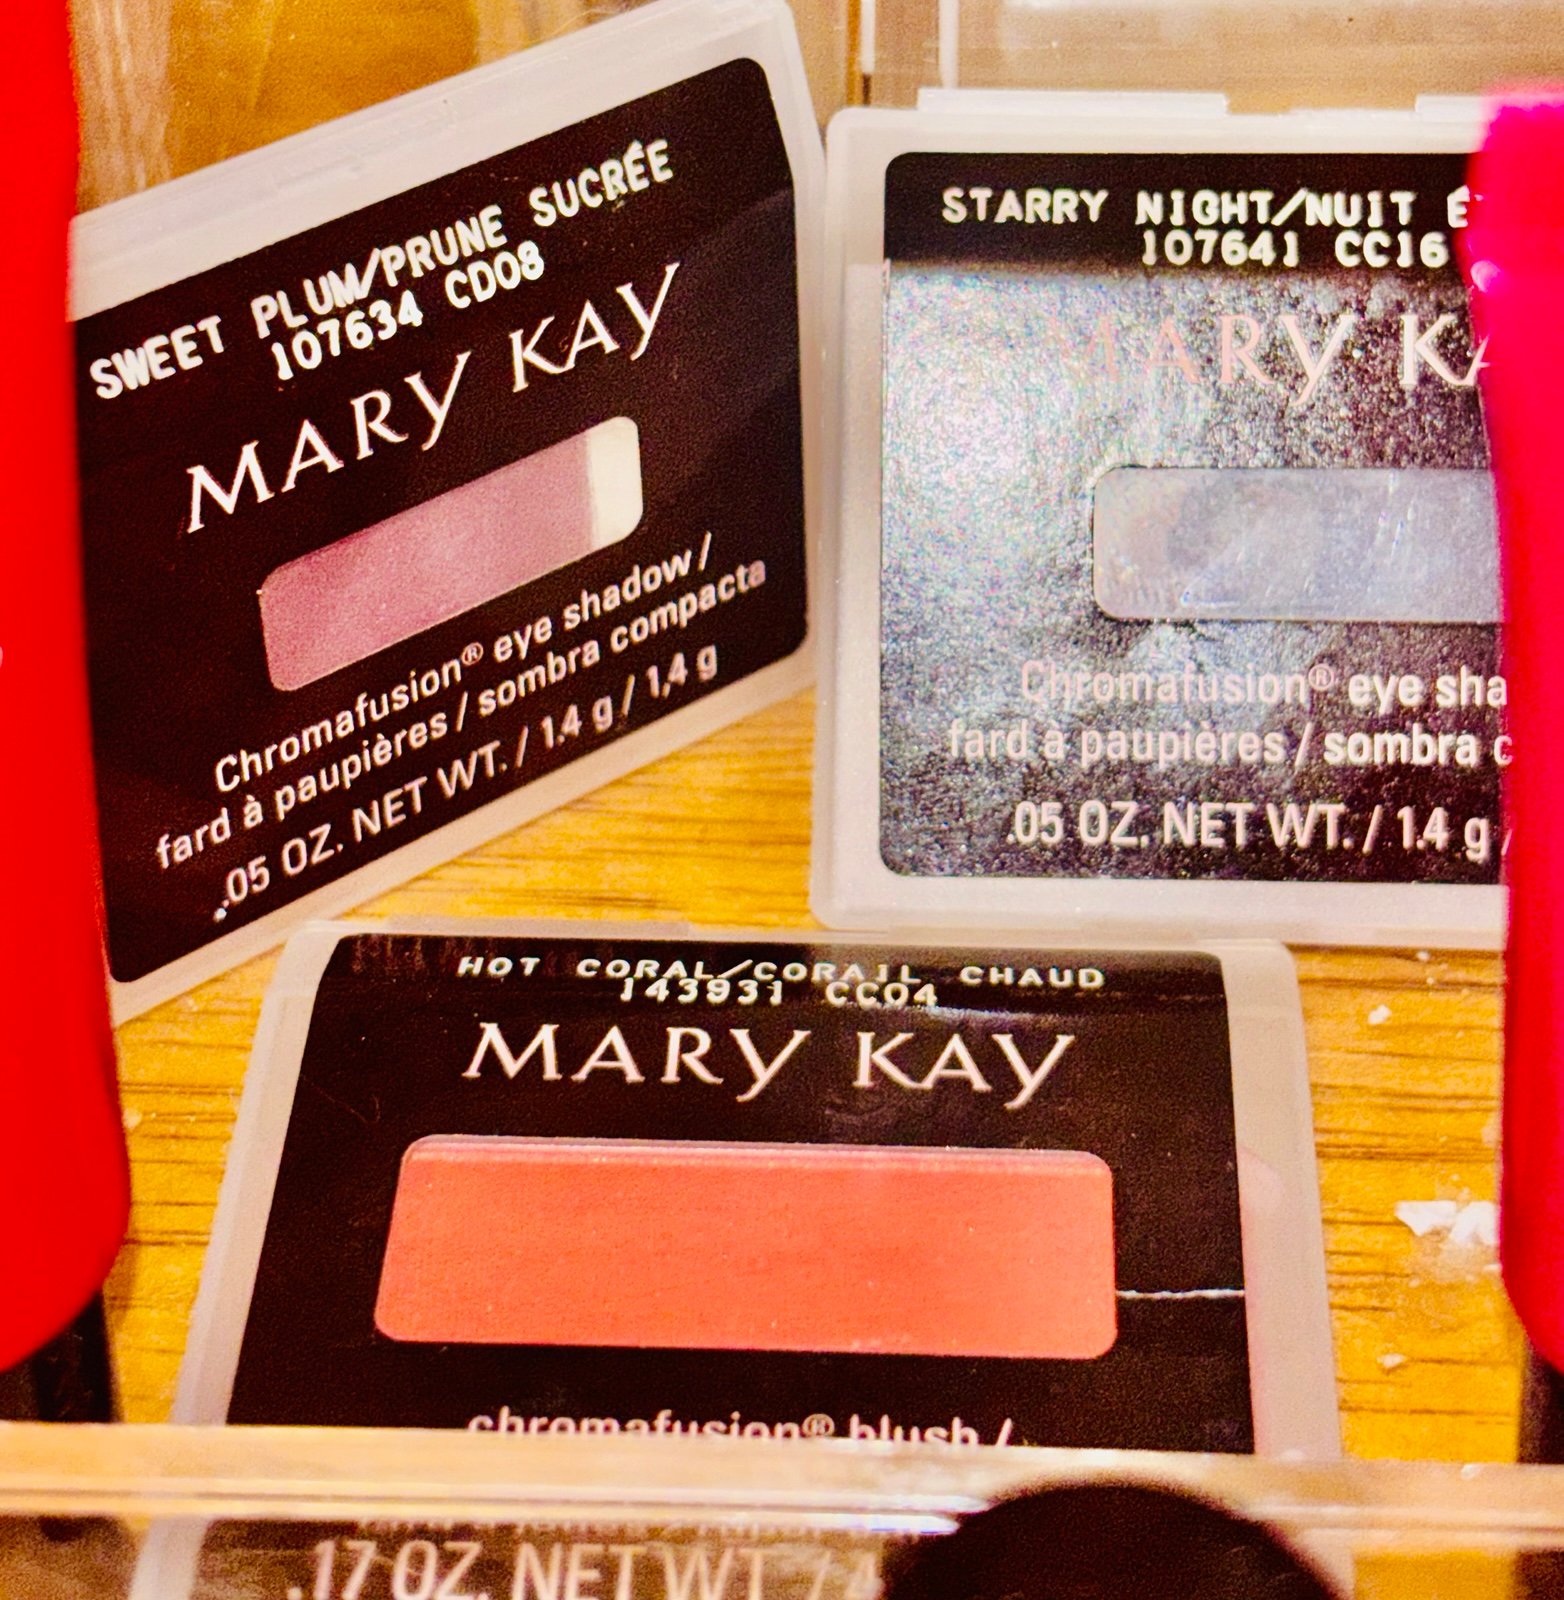 SWEET PLUM/PRUNE SUCRÉE
107634 CD08
MARY KAY
Chromafusion® eye shadow /
fard à paupières / sombra compacta
.05 OZ. NET WT. / 1.4 g / 1,4 g
STARRY NIGHT/NUIT
107641 CC16
MARY
Chromafusion® eye
fard à paupières / sombra
.05 OZ. NET WT. / 1.4 g /
HOT CORAL/CORAIL CHAUD
143931 CC04
MARY KAY
chromafusion® blush /
.17 OZ. NET WT. /